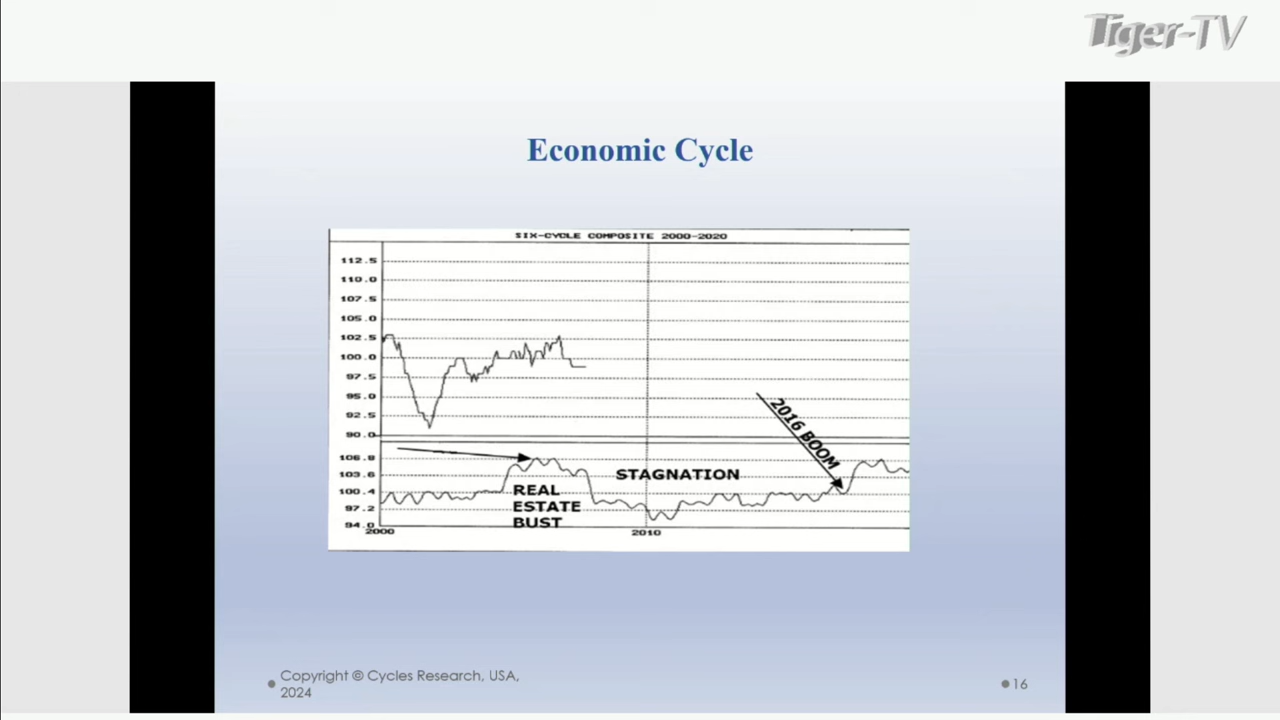 Tiger-TV
Economic Cycle
SIX-CYCLE COMPOSITE 2000-2020
112.5
110.0
107.5
105.0
102.5
100.0
97.5
95.0
92.5
90.0
2016 BOOM
106.8
103.6
100.4
97.2
94.0
STAGNATION
REAL
ESTATE
BUST
2000
2010
Copyright © Cycles Research, USA,
2024
16